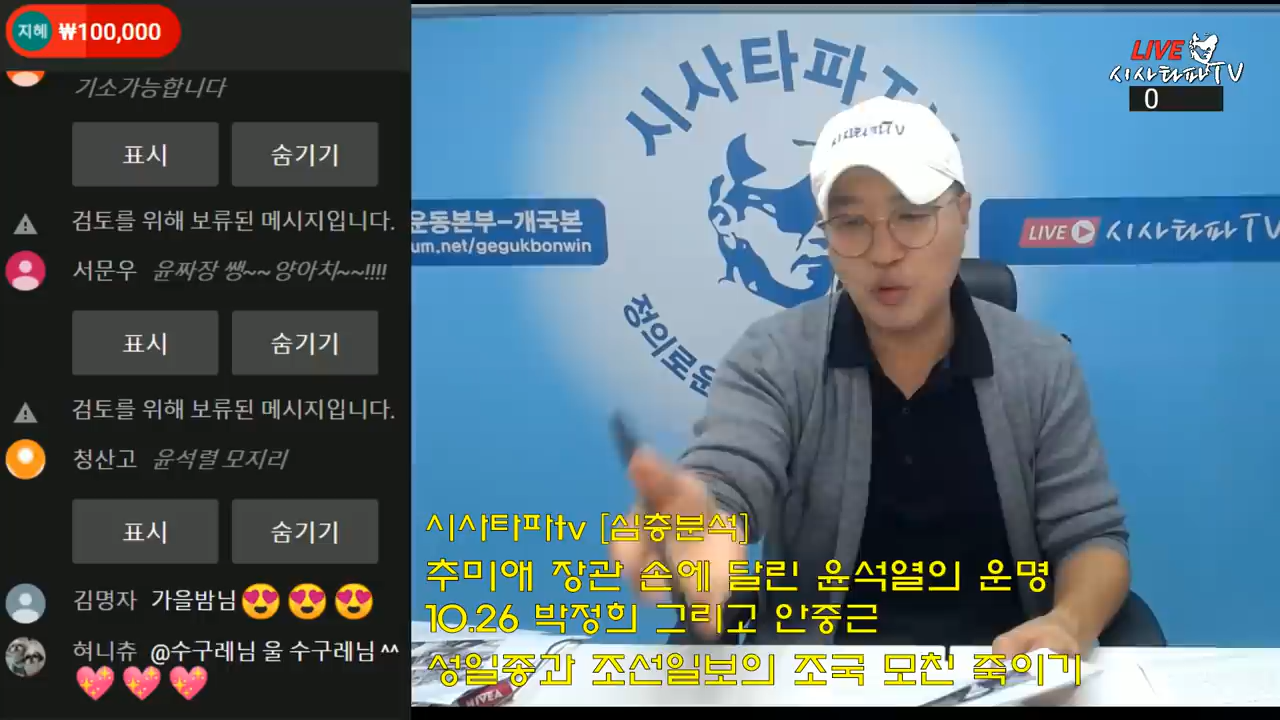 지혜 ₩100,000
기소가능합니다
표시 숨기기
검토를 위해 보류된 메시지입니다.
서문우 윤짜장 쌩~~ 양아치~~!!!!
표시 숨기기
검토를 위해 보류된 메시지입니다.
청산고 윤석렬 모지리
표시 숨기기
김명자 가을밤님😍😍😍
혀니츄 @수구레님 울 수구레님^^
💖💖💖
시사타파
LIVE
시사타파TV
0
시사타파TV
운동본부-개국본
um.net/gegukbonwin
LIVE 시사타파TV
정의로운
시사타파tv [심층분석]
추미애 장관 손에 달린 윤석열의 운명
10.26 박정희 그리고 안중근
성일종과 조선일보의 조국 모친 죽이기
NIVEA